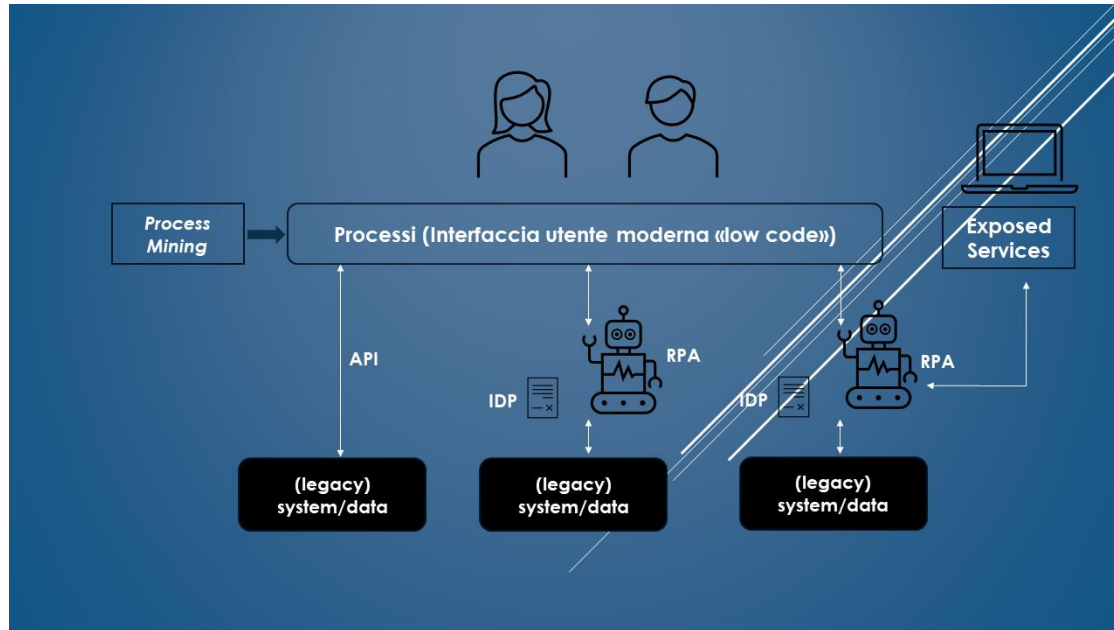 Process
Mining
Processi (Interfaccia utente moderna «low code»)
Exposed
Services
API
IDP
RPA
IDP
RPA
(legacy)
system/data
(legacy)
system/data
(legacy)
system/data